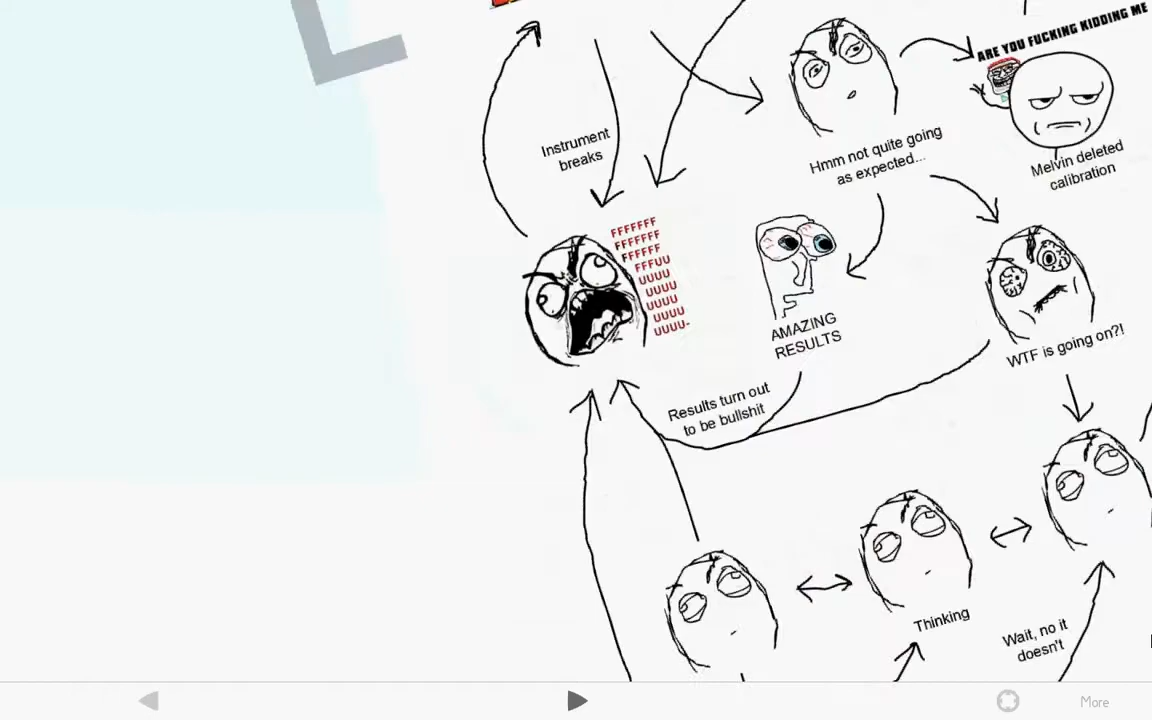 ARE YOU FUCKING KIDDING ME
Instrument
breaks
Hmm not quite going
as expected...
Melvin deleted
calibration
FFFFFFF
FFFFFFF
FFFFFF
FFFUU
UUUU
UUUU
UUUU
UUUU
UUUU-
AMAZING
RESULTS
WTF is going on?!
Results turn out
to be bullshit
Thinking
Wait, no it
doesn't
More